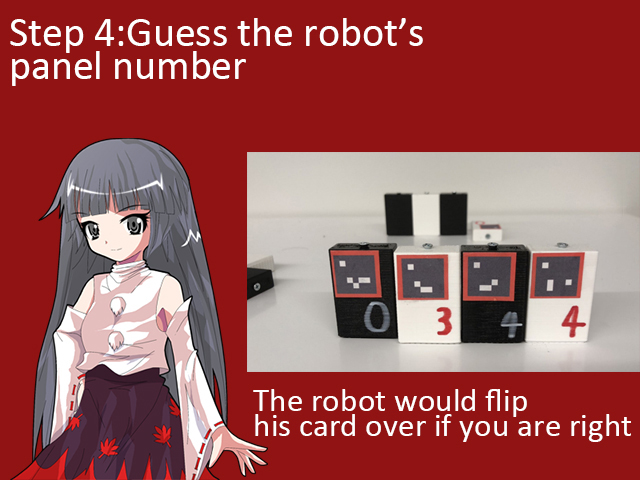 Step 4:Guess the robot’s
panel number
0 3 4 4
The robot would flip
his card over if you are right